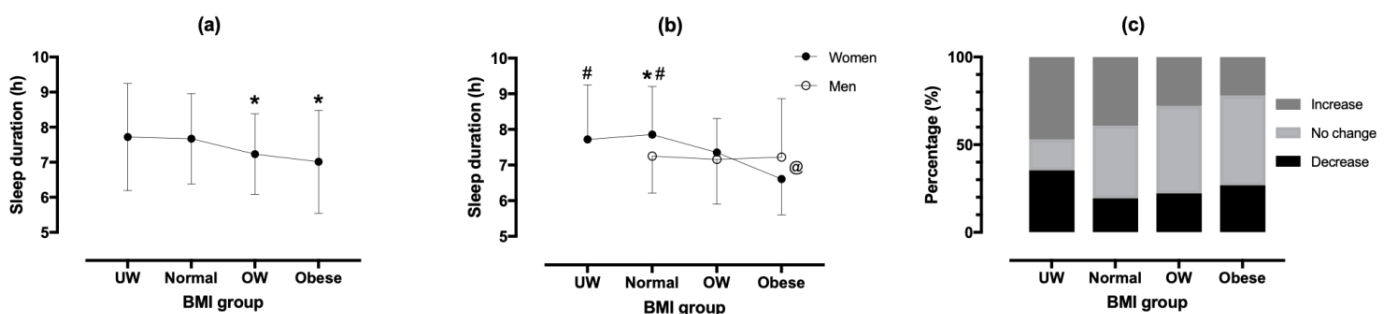 (a)
Sleep duration (h)
10
9
8
7
6
5
* *
UW Normal OW Obese
BMI group
(b)
Sleep duration (h)
10
9
8
7
6
5
# *# @
Women
Men
UW Normal OW Obese
BMI group
(c)
Percentage (%)
100
50
0
Increase
No change
Decrease
UW Normal OW Obese
BMI group